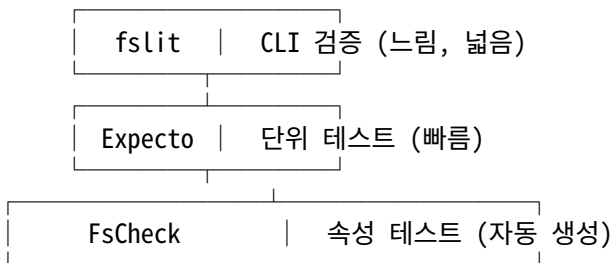 fslit CLI 검증 (느림, 넓음)
Expecto 단위 테스트 (빠름)
FsCheck 속성 테스트 (자동 생성)